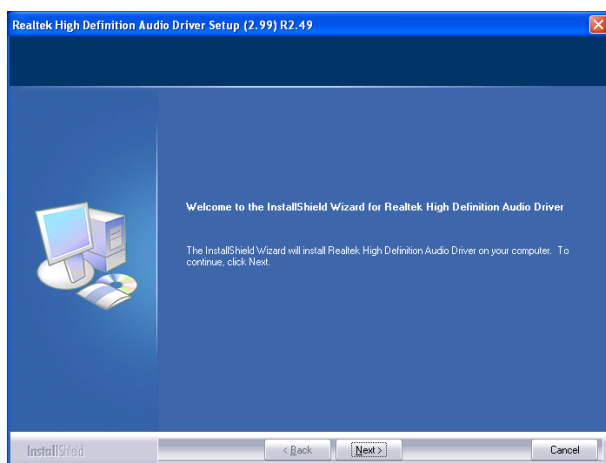 Realtek High Definition Audio Driver Setup (2.99) R2.49
Welcome to the InstallShield Wizard for Realtek High Definition Audio Driver
The InstallShield Wizard will install Realtek High Definition Audio Driver on your computer. To
continue, click Next.
InstallShield
< Back
Next >
Cancel